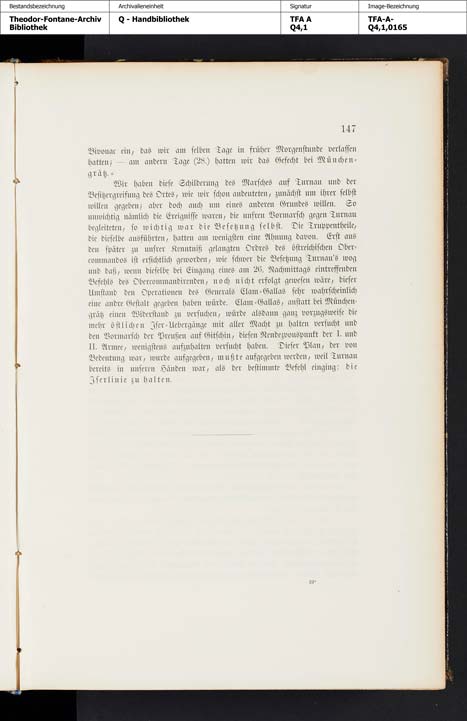 Bestandsbezeichnung Archivalieneinheit Signatur Image-Bezeichnung
Theodor-Fontane-Archiv Q - Handbibliothek TFA A TFA-A-
Bibliothek Q4,1 Q4,1,0165
147
Bivouac ein, das wir am selben Tage in früher Morgenstunde verlassen
hatten, — am andern Tage (28.) hatten wir das Gefecht bei München-
grätz.«
Wir haben diese Schilderung des Marsches auf Turnau und der
Besitzergreifung des Ortes, wie wir schon andeuteten, zunächst um ihrer selbst
willen gegeben; aber doch auch um eines anderen Grundes willen. So
unwichtig nämlich die Ereignisse waren, die unsren Vormarsch gegen Turnau
begleiteten, so wichtig war die Besetzung selbst. Die Truppentheile,
die dieselbe ausführten, hatten am wenigsten eine Ahnung davon. Erst aus
den später zu unsrer Kenntniß gelangten Ordres des östreichischen Ober-
commandos ist ersichtlich geworden, wie schwer die Besetzung Turnau's wog
und daß, wenn dieselbe bei Eingang eines am 26. Nachmittags eintreffenden
Befehls des Obercommandirenden, noch nicht erfolgt gewesen wäre, dieser
Umstand den Operationen des Generals Clam-Gallas sehr wahrscheinlich
eine andre Gestalt gegeben haben würde. Clam-Gallas, anstatt bei München-
grätz einen Widerstand zu versuchen, würde alsdann ganz vorzugsweise die
mehr östlichen Iser-Uebergänge mit aller Macht zu halten versucht und
den Vormarsch der Preußen auf Gitschin, diesen Rendezvouspunkt der I. und
II. Armee, wenigstens aufzuhalten versucht haben. Dieser Plan, der von
Bedeutung war, wurde aufgegeben, mußte aufgegeben werden, weil Turnau
bereits in unseren Händen war, als der bestimmte Befehl einging: die
Iserlinie zu halten.